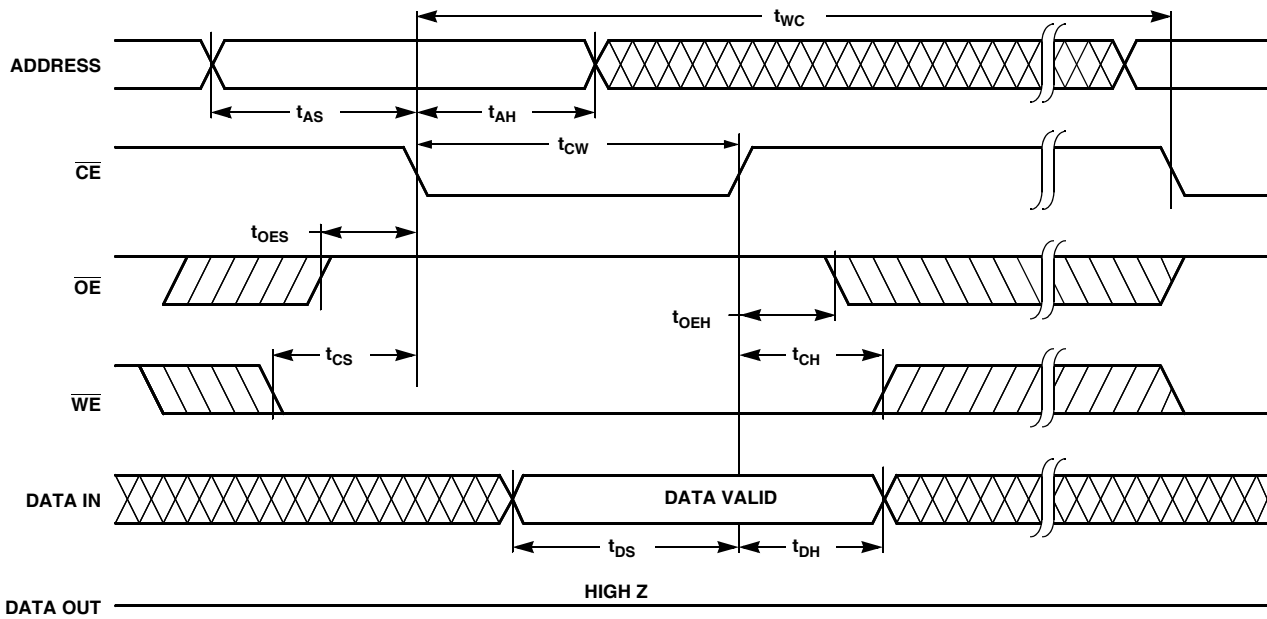 tWC
ADDRESS
tAS
tAH
tCW
CE
tOES
OE
tOEH
tCS
tCH
WE
DATA IN
DATA VALID
tDS
tDH
HIGH Z
DATA OUT